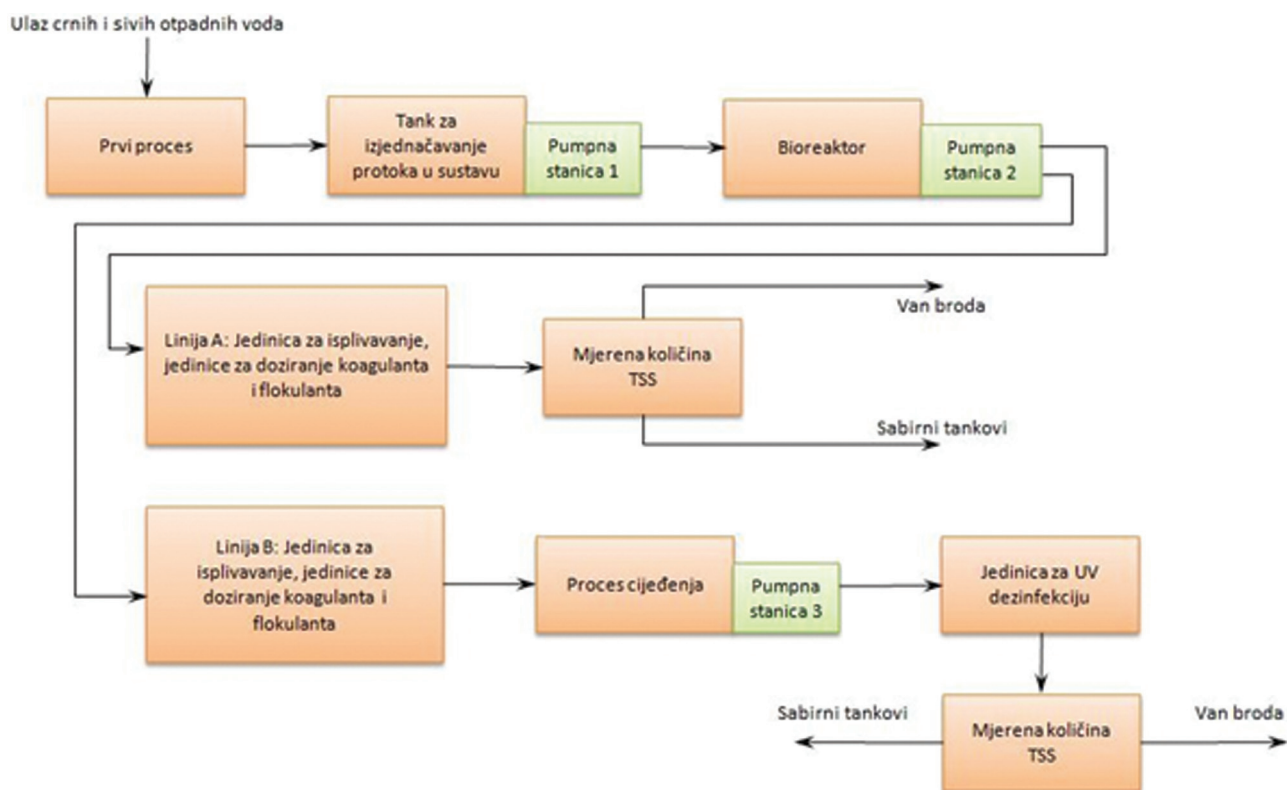 Ulaz crnih i sivih otpadnih voda
Prvi proces
Tank za
izjednačavanje
protoka u sustavu
Pumpna
stanica 1
Bioreaktor
Pumpna
stanica 2
Linija A: Jedinica za isplivavanje,
jedinice za doziranje koagulanta
i flokulanta
Mjerena količina
TSS
Van broda
Sabirni tankovi
Linija B: Jedinica za
isplivavanje, jedinice za
doziranje koagulanta i
flokulanta
Proces cijeđenja
Pumpna
stanica 3
Jedinica za UV
dezinfekciju
Sabirni tankovi
Mjerena količina
TSS
Van broda